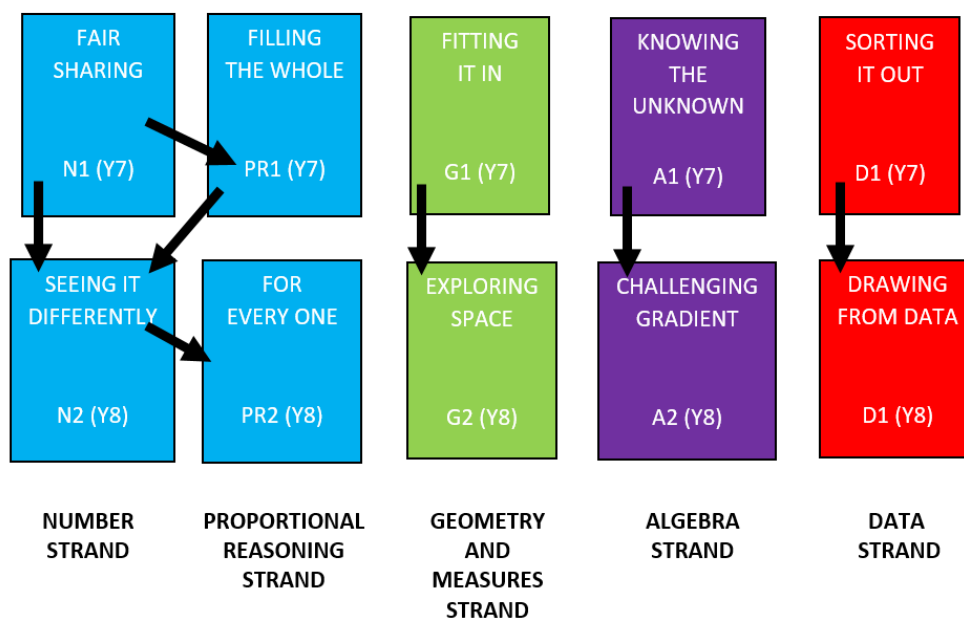 FAIR
SHARING
N1 (Y7)
FILLING
THE WHOLE
PR1 (Y7)
FITTING
IT IN
G1 (Y7)
KNOWING
THE
UNKNOWN
A1 (Y7)
SORTING
IT OUT
D1 (Y7)
SEEING IT
DIFFERENTLY
N2 (Y8)
FOR
EVERY ONE
PR2 (Y8)
EXPLORING
SPACE
G2 (Y8)
CHALLENGING
GRADIENT
A2 (Y8)
DRAWING
FROM DATA
D1 (Y8)
NUMBER
STRAND
PROPORTIONAL
REASONING
STRAND
GEOMETRY
AND
MEASURES
STRAND
ALGEBRA
STRAND
DATA
STRAND